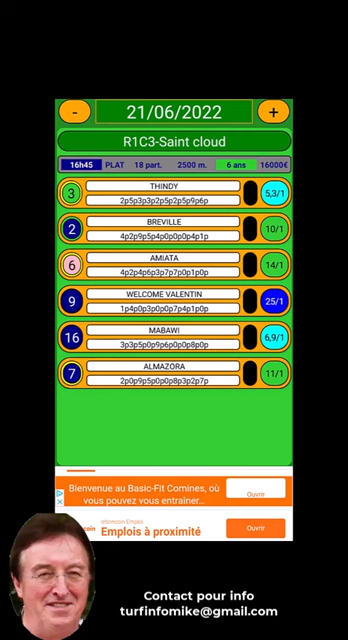 - 21/06/2022 +
R1C3-Saint cloud
16h45 PLAT 18 part. 2500 m. 6 ans 16000€
3 THINDY 5,3/1
2p5p3p3p2p5p2p5p9p6p
2 BREVILLE 10/1
4p2p9p5p4p0p0p0p4p1p
6 AMIATA 14/1
4p2p4p6p3p7p7p0p1p0p
9 WELCOME VALENTIN 25/1
1p4p0p3p0p0p7p4p1p0p
16 MABAWI 6,9/1
3p3p5p0p9p6p0p0p8p0p
7 ALMAZORA 11/1
2p0p9p5p0p0p8p3p2p7p
Bienvenue au Basic-Fit Comines, où
vous pouvez vous entraîner...
Ouvrir
Emplois à proximité
Ouvrir
Contact pour info
turfinfomike@gmail.com